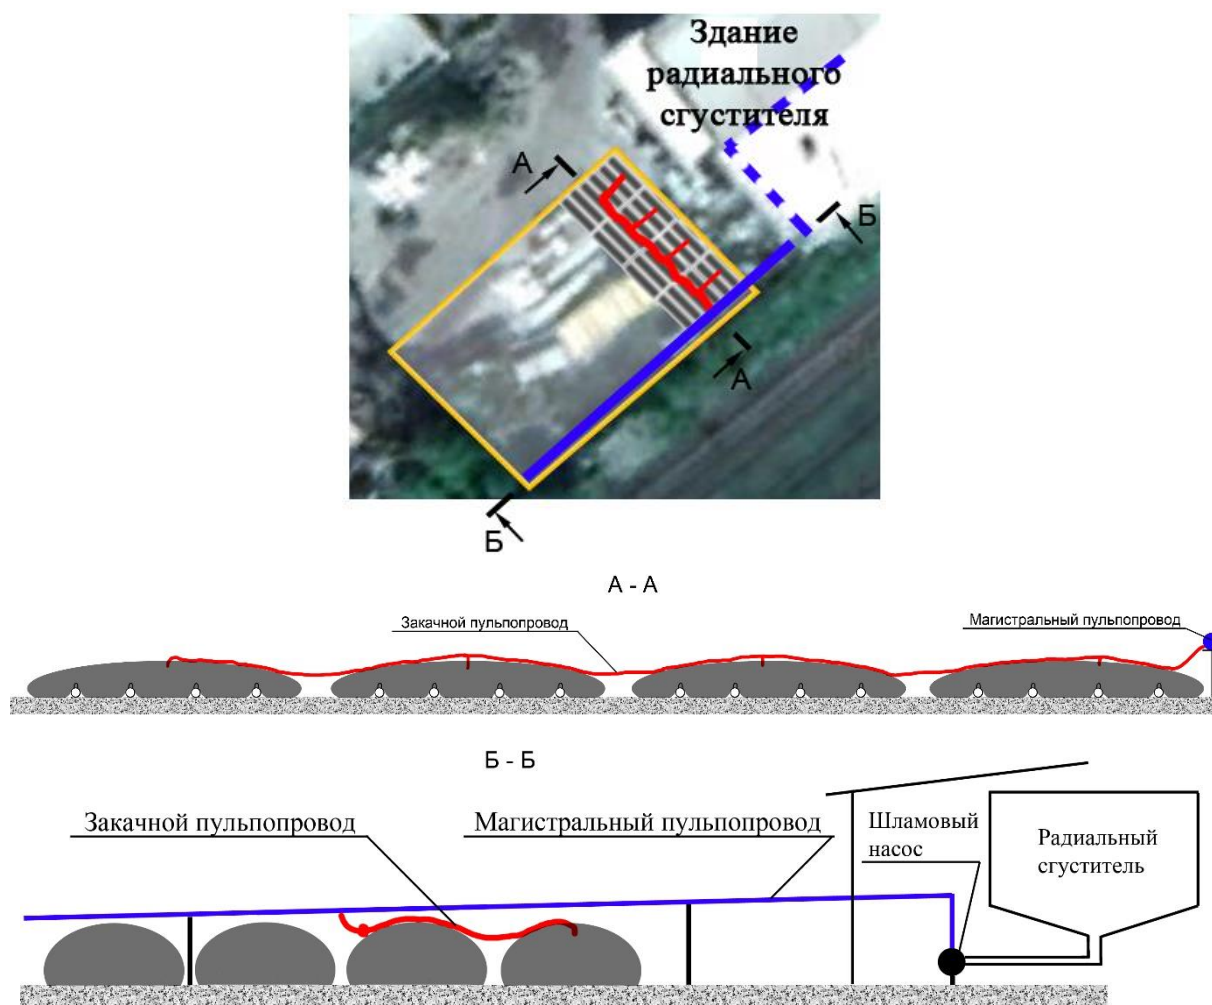 Здание
радиального
сгустителя
А
Б
А
Б
А - А
Закачной пульпопровод
Магистральный пульпопровод
Б - Б
Закачной пульпопровод
Магистральный пульпопровод
Шламовый
насос
Радиальный
сгуститель